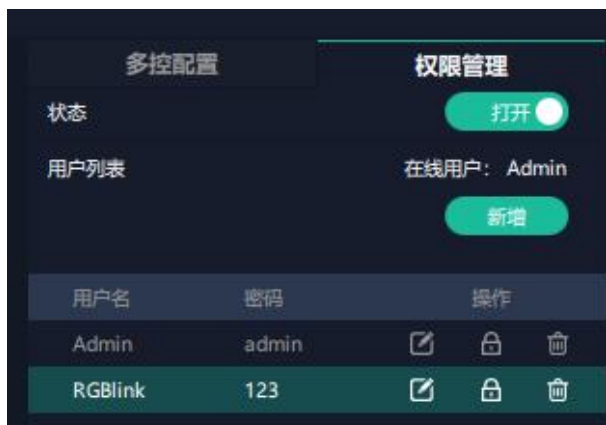 多控配置 权限管理
状态 打开
用户列表 在线用户： Admin
新增
用户名 密码 操作
Admin admin
RGBlink 123